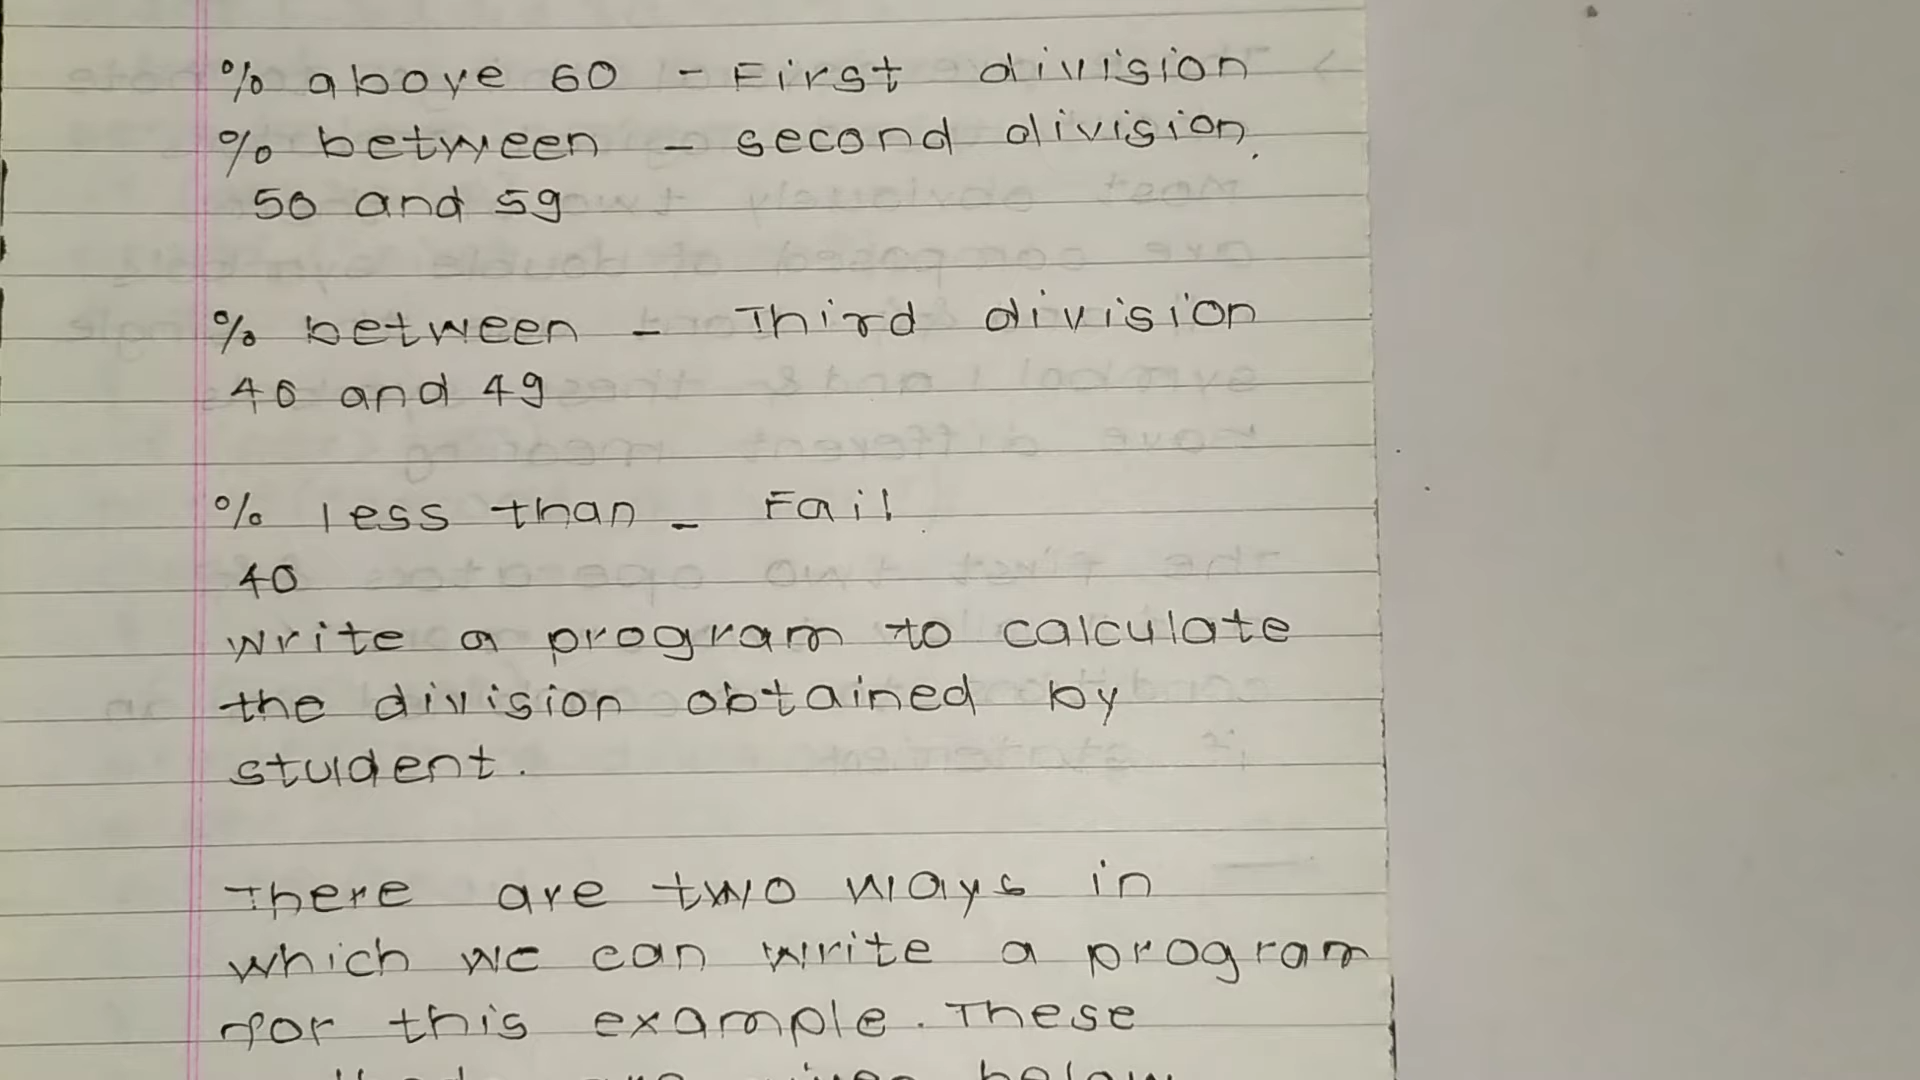 % above 60 - First division
% between - second division.
50 and 59
% between - Third division
40 and 49
% less than - Fail
40
write a program to calculate
the division obtained by
student.
There are two ways in
which we can write a program
for this example. These